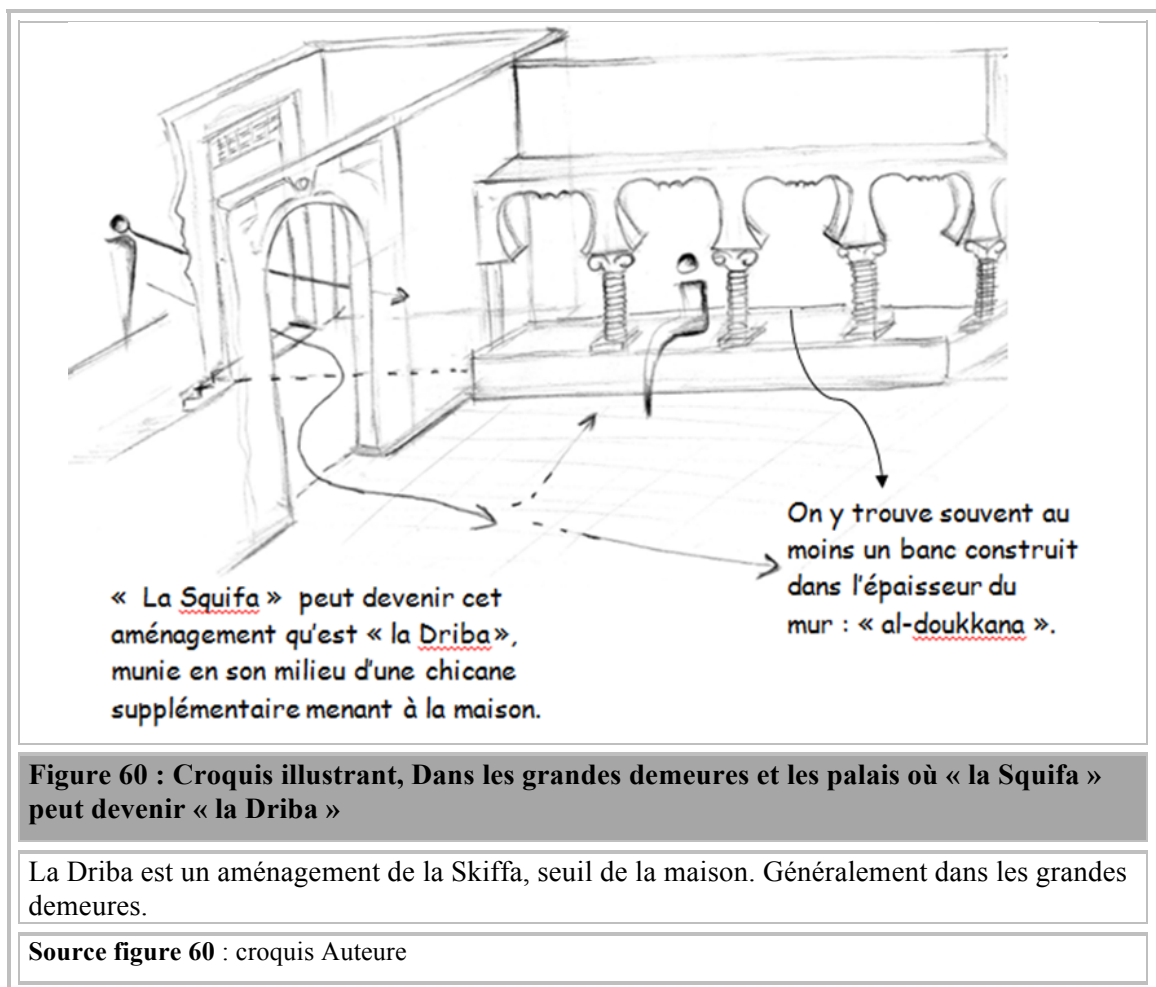 On y trouve souvent au
moins un banc construit
dans l'épaisseur du
mur : « al-doukkana ».
« La Squifa » peut devenir cet
aménagement qu'est « la Driba»,
munie en son milieu d'une chicane
supplémentaire menant à la maison.
Figure 60 : Croquis illustrant, Dans les grandes demeures et les palais où « la Squifa »
peut devenir « la Driba »
La Driba est un aménagement de la Skiffa, seuil de la maison. Généralement dans les grandes
demeures.
Source figure 60 : croquis Auteure